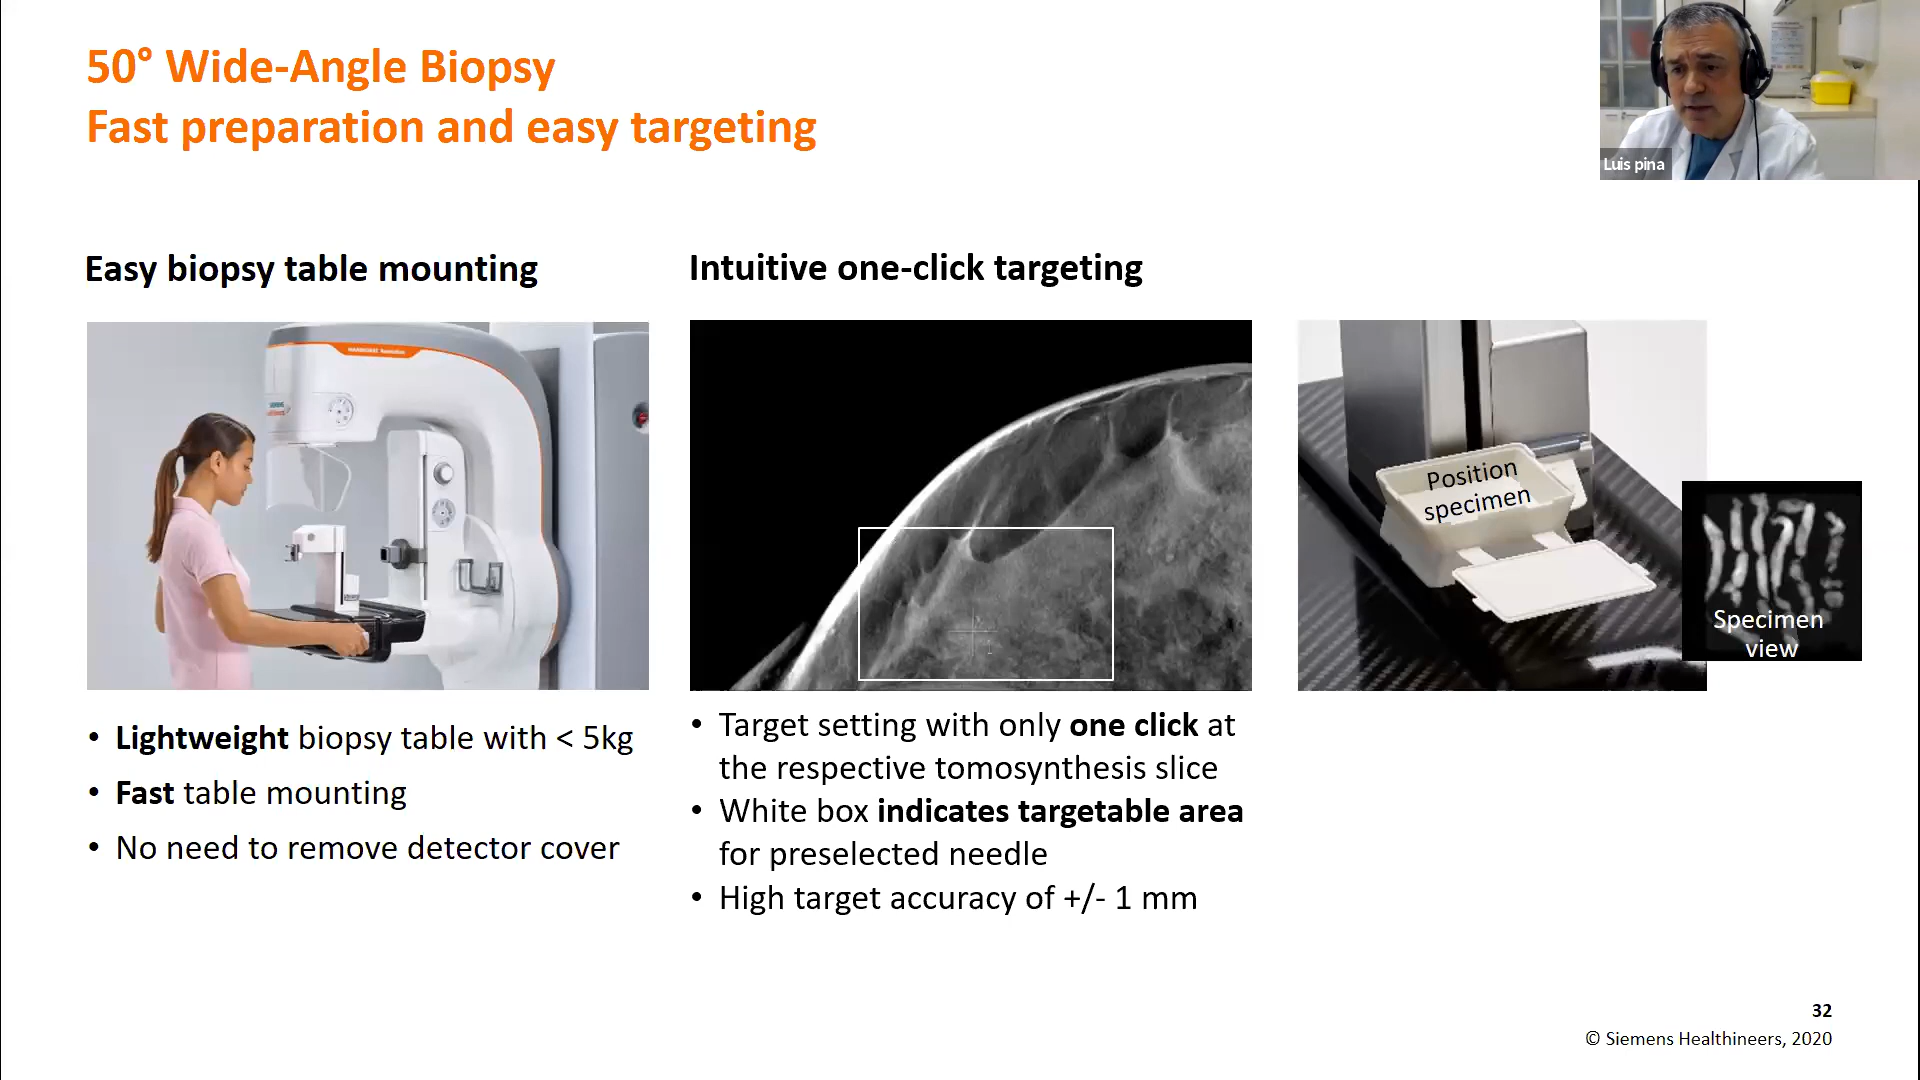 50° Wide-Angle Biopsy
Fast preparation and easy targeting
Luis pina
Easy biopsy table mounting
Intuitive one-click targeting
Position
specimen
Specimen
view
• Lightweight biopsy table with < 5kg
• Fast table mounting
• No need to remove detector cover
• Target setting with only one click at
the respective tomosynthesis slice
• White box indicates targetable area
for preselected needle
• High target accuracy of +/- 1 mm
32
© Siemens Healthineers, 2020